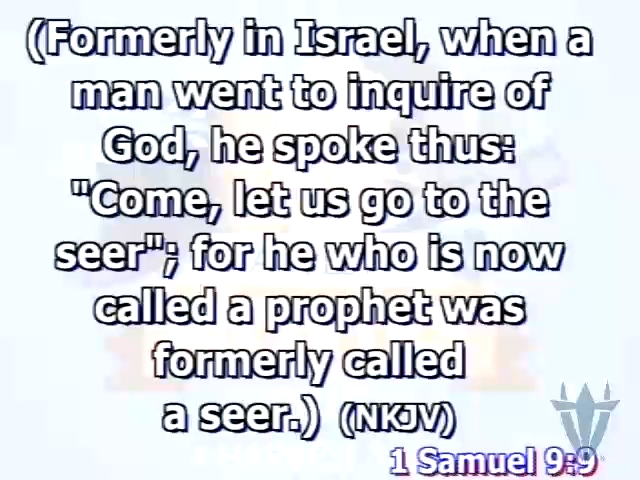 (Formerly in Israel, when a
man went to inquire of
God, he spoke thus:
"Come, let us go to the
seer"; for he who is now
called a prophet was
formerly called
a seer.) (NKJV)
1 Samuel 9:9